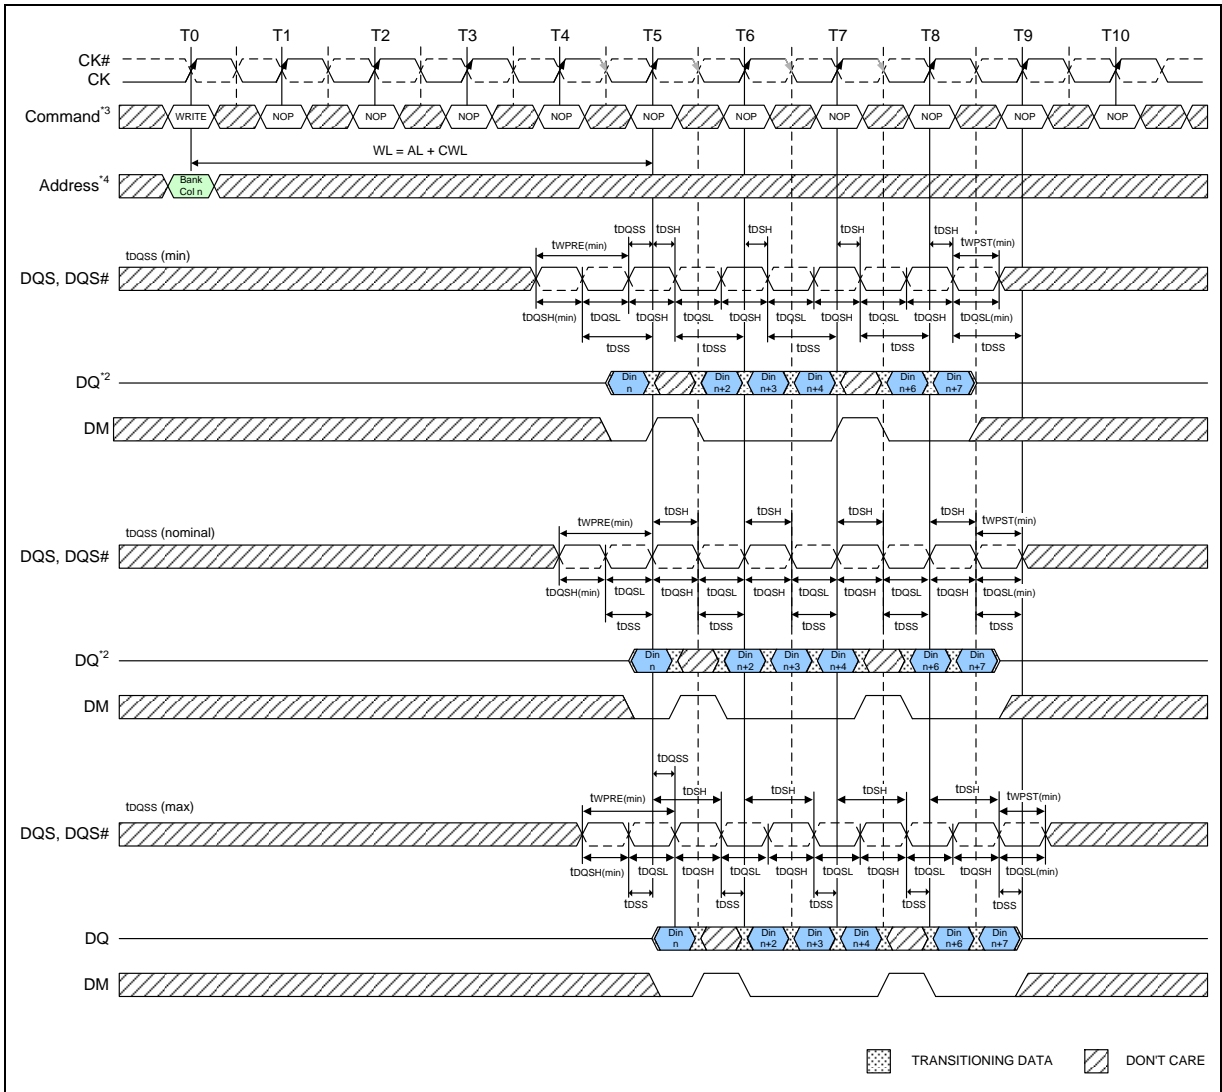 T0 T1 T2 T3 T4 T5 T6 T7 T8 T9 T10
CK#
CK
Command*3 WRITE NOP NOP NOP NOP NOP NOP NOP NOP NOP NOP
WL = AL + CWL
Address*4 Bank
Col n
tDQSS tDSH tDSH tDSH tDSH
tDQSS (min) tWPRE(min) tWPST(min)
DQS, DQS#
tDQSH(min) tDQSL tDQSH tDQSL tDQSH tDQSL tDQSH tDQSL tDQSH tDQSL(min)
tDSS tDSS tDSS tDSS tDSS
DQ*2 Din
n Din
n+2 Din
n+3 Din
n+4 Din
n+6 Din
n+7
DM
tDQSS (nominal) tWPRE(min) tDSH tDSH tDSH tDSH tWPST(min)
DQS, DQS#
tDQSH(min) tDQSL tDQSH tDQSL tDQSH tDQSL tDQSH tDQSL tDQSH tDQSL(min)
tDSS tDSS tDSS tDSS tDSS
DQ*2 Din
n Din
n+2 Din
n+3 Din
n+4 Din
n+6 Din
n+7
DM
tDQSS
tDQSS (max) tWPRE(min) tDSH tDSH tDSH tDSH tWPST(min)
DQS, DQS#
tDQSH(min) tDQSL tDQSH tDQSL tDQSH tDQSL tDQSH tDQSL tDQSH tDQSL(min)
tDSS tDSS tDSS tDSS tDSS
DQ Din
n Din
n+2 Din
n+3 Din
n+4 Din
n+6 Din
n+7
DM
TRANSITIONING DATA DON'T CARE